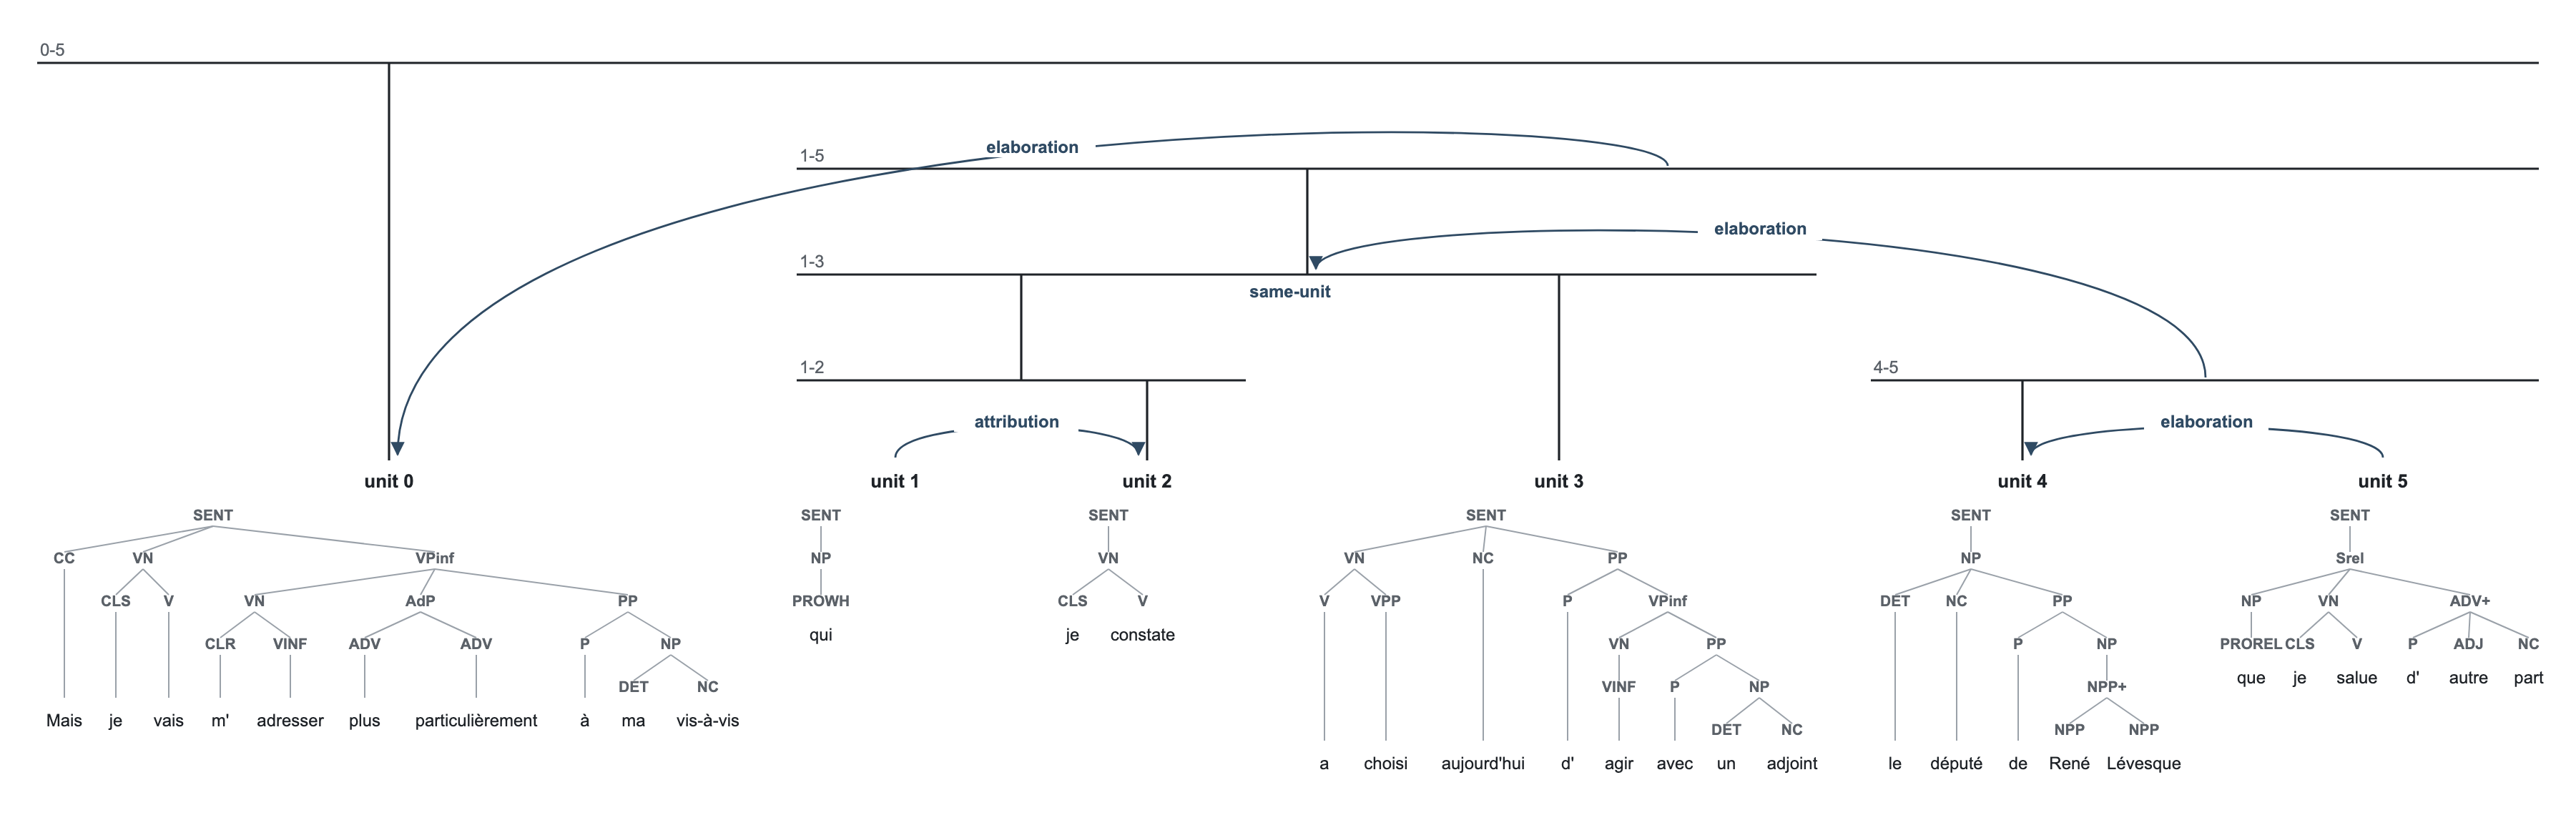 0-5
elaboration
1-5
elaboration
1-3
same-unit
1-2
4-5
attribution
elaboration
unit 0
unit 1
unit 2
unit 3
unit 4
unit 5
SENT SENT SENT SENT SENT SENT
CC VN VPinf NP VN VN NC PP NP Srel
CLS V VN AdP PP PROWH CLS V V VPP P VPinf DET NC PP NP VN ADV+
qui je constate
CLR VINF ADV ADV P NP VN PP P NP PROREL CLS V P ADJ NC
que je salue d' autre part
DET NC VINF P NP NPP+
Mais je vais m' adresser plus particulièrement à ma vis-à-vis
DET NC NPP NPP
a choisi aujourd'hui d' agir avec un adjoint le député de René Lévesque